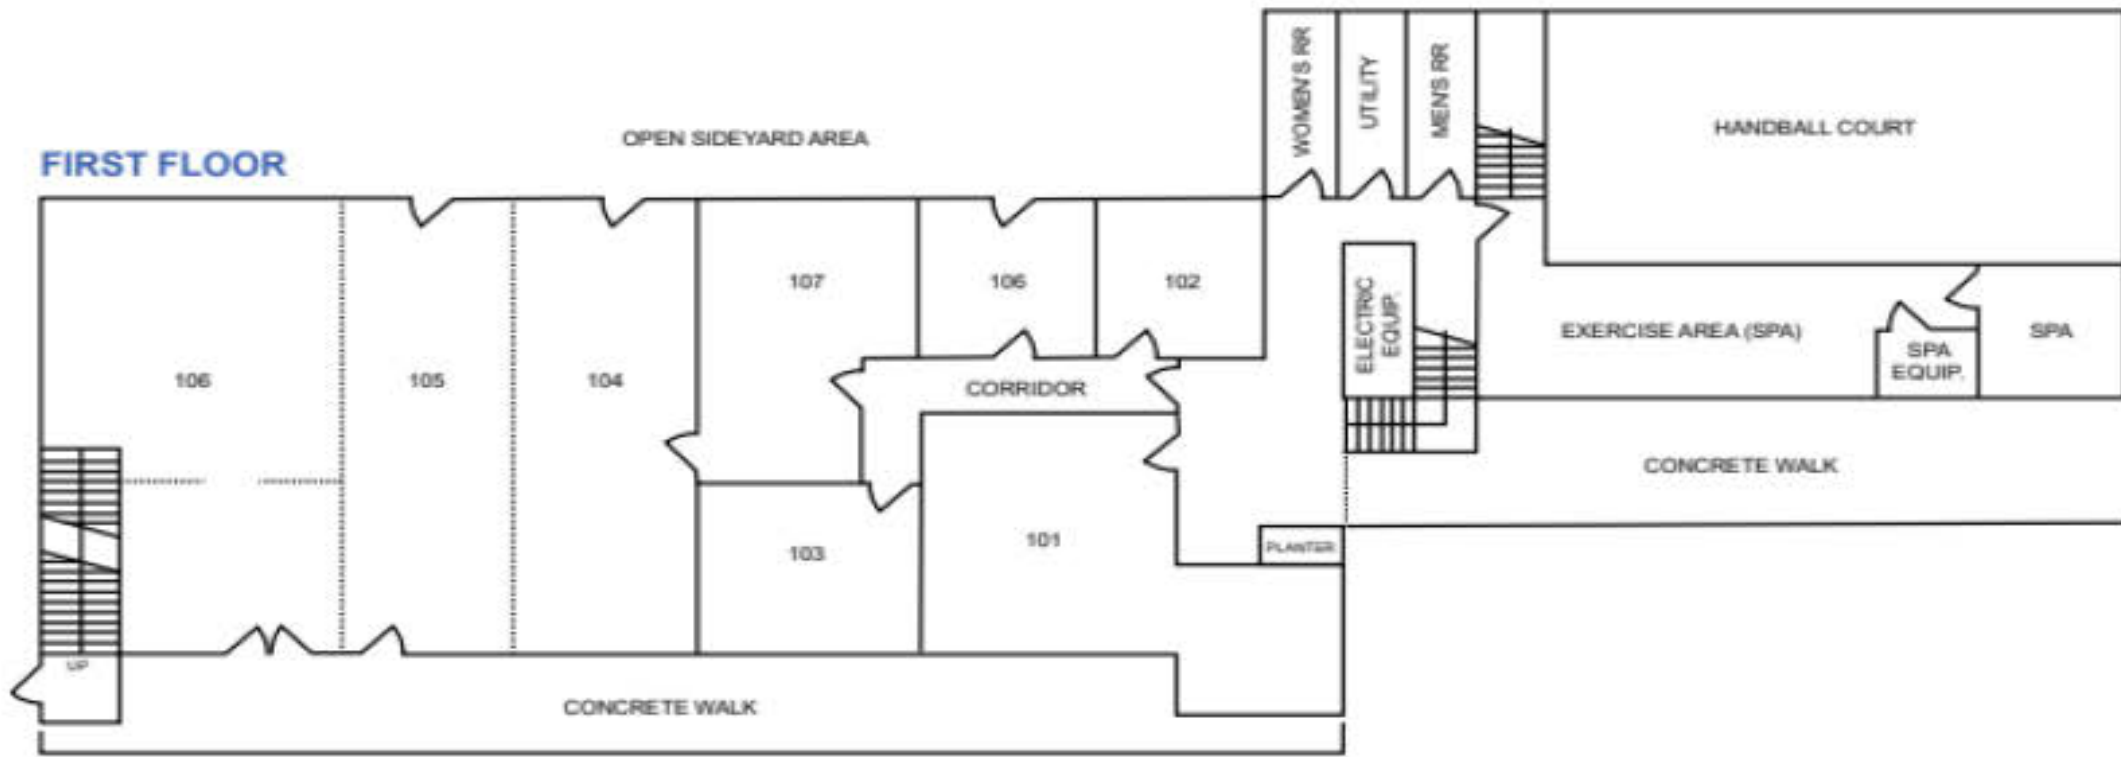 WOMEN'S RR
UTILITY
MEN'S RR
HANDBALL COURT
OPEN SIDEYARD AREA
FIRST FLOOR
107
106
102
ELECTRIC
EQUIP.
EXERCISE AREA (SPA)
SPA
EQUIP.
SPA
106
105
104
CORRIDOR
CONCRETE WALK
103
101
PLANTER
UP
CONCRETE WALK